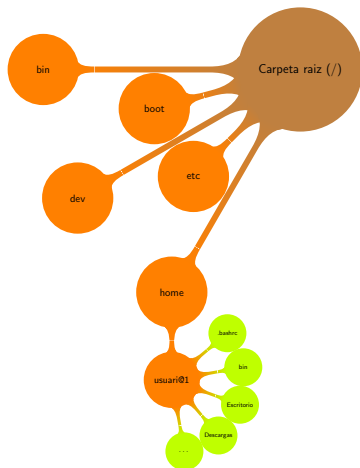 Carpeta raiz (/)
bin
boot
etc
dev
home
usuari@1
.bashrc
bin
Escritorio
Descargas
...